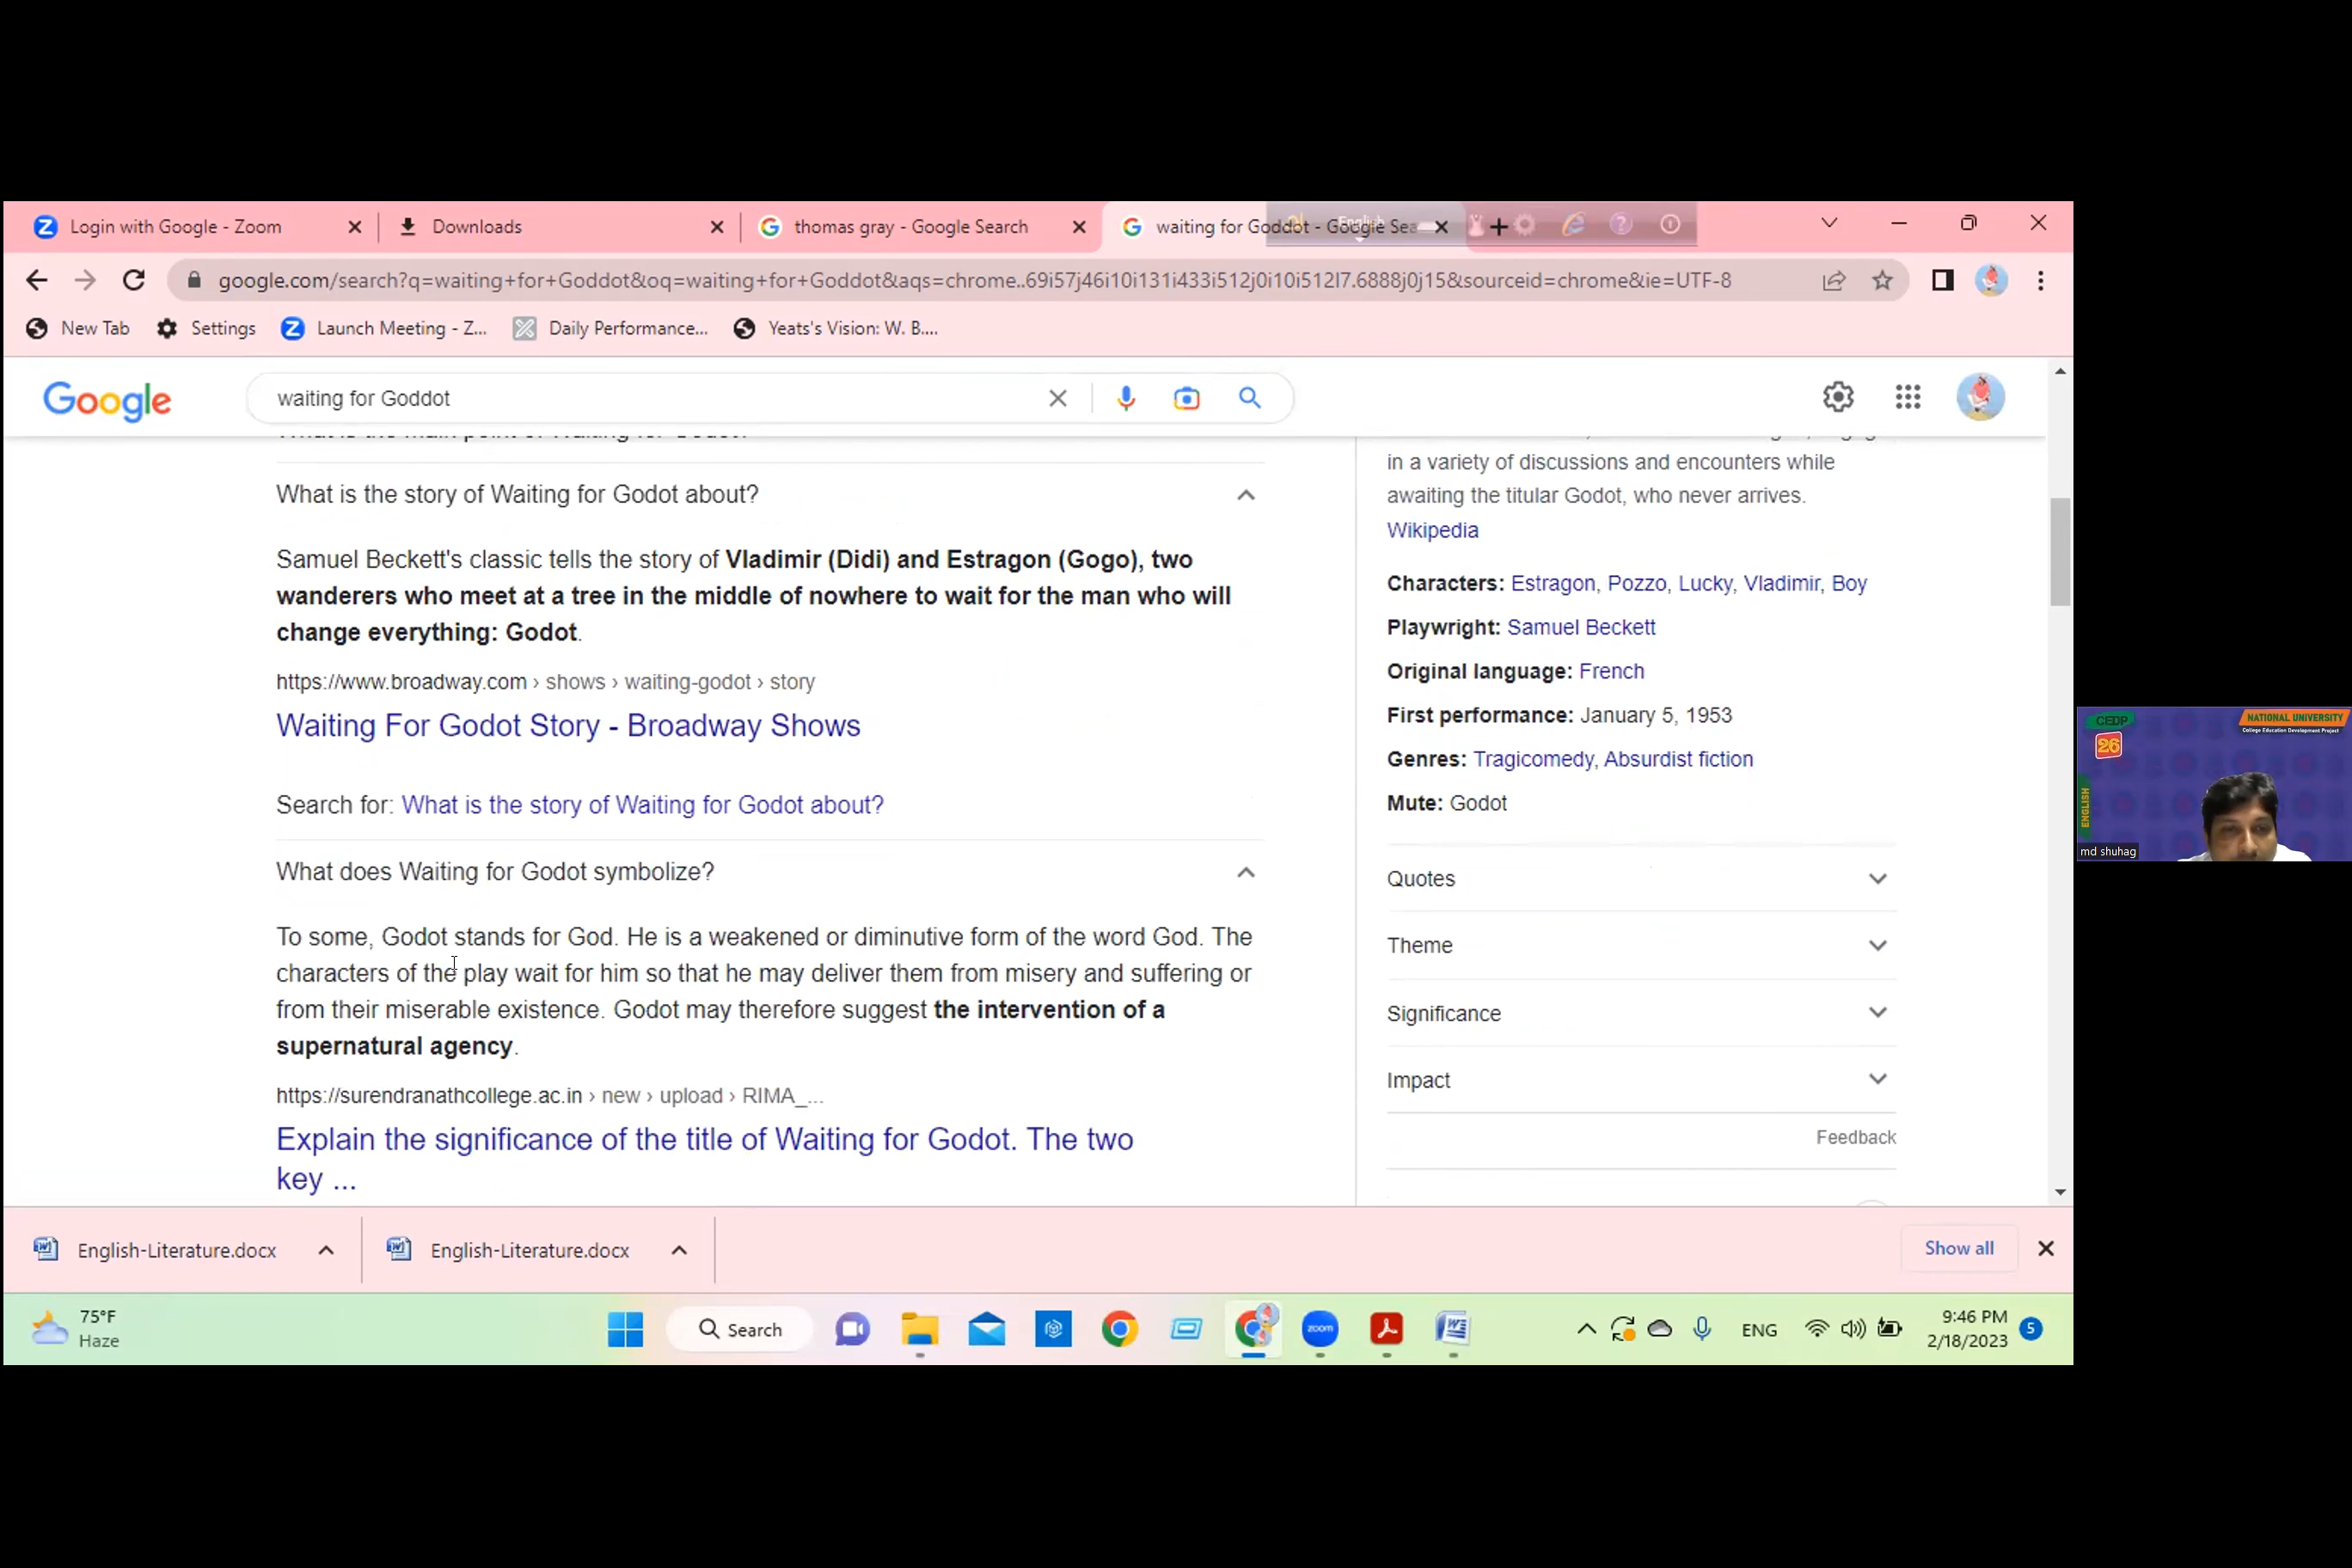 Login with Google - Zoom
Downloads
thomas gray - Google Search
waiting for Goddot - Google Sea
English
google.com/search?q=waiting+for+Goddot&oq=waiting+for+Goddot&aqs=chrome..69i57j46i10i131i433i512j0i10i512l7.6888j0j15&sourceid=chrome&ie=UTF-8
New Tab
Settings
Launch Meeting - Z...
Daily Performance...
Yeats's Vision: W. B....
Google
waiting for Goddot
What is the story of Waiting for Godot about?
Samuel Beckett's classic tells the story of Vladimir (Didi) and Estragon (Gogo), two
wanderers who meet at a tree in the middle of nowhere to wait for the man who will
change everything: Godot.
https://www.broadway.com › shows › waiting-godot › story
Waiting For Godot Story - Broadway Shows
Search for: What is the story of Waiting for Godot about?
What does Waiting for Godot symbolize?
To some, Godot stands for God. He is a weakened or diminutive form of the word God. The
characters of the play wait for him so that he may deliver them from misery and suffering or
from their miserable existence. Godot may therefore suggest the intervention of a
supernatural agency.
https://surendranathcollege.ac.in › new › upload › RIMA_...
Explain the significance of the title of Waiting for Godot. The two
key ...
in a variety of discussions and encounters while
awaiting the titular Godot, who never arrives.
Wikipedia
Characters: Estragon, Pozzo, Lucky, Vladimir, Boy
Playwright: Samuel Beckett
Original language: French
First performance: January 5, 1953
Genres: Tragicomedy, Absurdist fiction
Mute: Godot
Quotes
Theme
Significance
Impact
Feedback
English-Literature.docx
English-Literature.docx
Show all
75°F
Haze
Search
zoom
ENG
9:46 PM
2/18/2023
5
CEDP
26
NATIONAL UNIVERSITY
College Education Development Project
ENGLISH
md shuhag